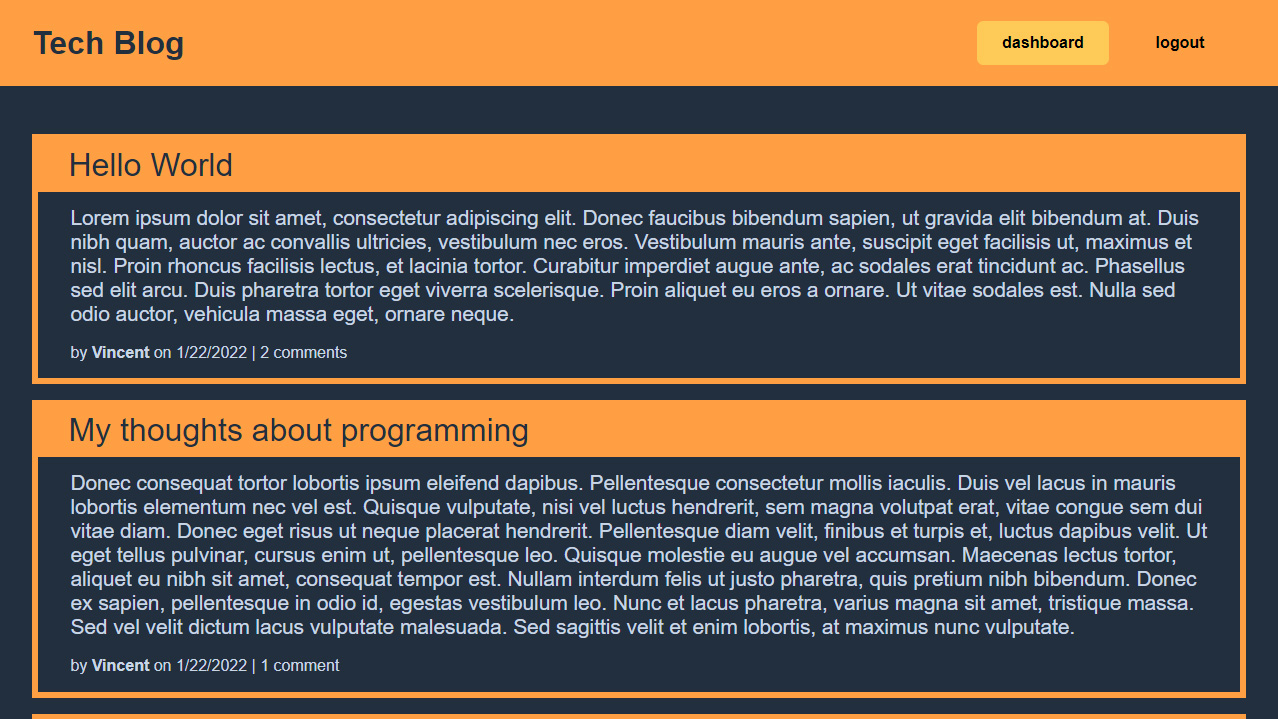 Tech Blog
dashboard
logout
Hello World
Lorem ipsum dolor sit amet, consectetur adipiscing elit. Donec faucibus bibendum sapien, ut gravida elit bibendum at. Duis
nibh quam, auctor ac convallis ultricies, vestibulum nec eros. Vestibulum mauris ante, suscipit eget facilisis ut, maximus et
nisl. Proin rhoncus facilisis lectus, et lacinia tortor. Curabitur imperdiet augue ante, ac sodales erat tincidunt ac. Phasellus
sed elit arcu. Duis pharetra tortor eget viverra scelerisque. Proin aliquet eu eros a ornare. Ut vitae sodales est. Nulla sed
odio auctor, vehicula massa eget, ornare neque.
by Vincent on 1/22/2022 | 2 comments
My thoughts about programming
Donec consequat tortor lobortis ipsum eleifend dapibus. Pellentesque consectetur mollis iaculis. Duis vel lacus in mauris
lobortis elementum nec vel est. Quisque vulputate, nisi vel luctus hendrerit, sem magna volutpat erat, vitae congue sem dui
vitae diam. Donec eget risus ut neque placerat hendrerit. Pellentesque diam velit, finibus et turpis et, luctus dapibus velit. Ut
eget tellus pulvinar, cursus enim ut, pellentesque leo. Quisque molestie eu augue vel accumsan. Maecenas lectus tortor,
aliquet eu nibh sit amet, consequat tempor est. Nullam interdum felis ut justo pharetra, quis pretium nibh bibendum. Donec
ex sapien, pellentesque in odio id, egestas vestibulum leo. Nunc et lacus pharetra, varius magna sit amet, tristique massa.
Sed vel velit dictum lacus vulputate malesuada. Sed sagittis velit et enim lobortis, at maximus nunc vulputate.
by Vincent on 1/22/2022 | 1 comment